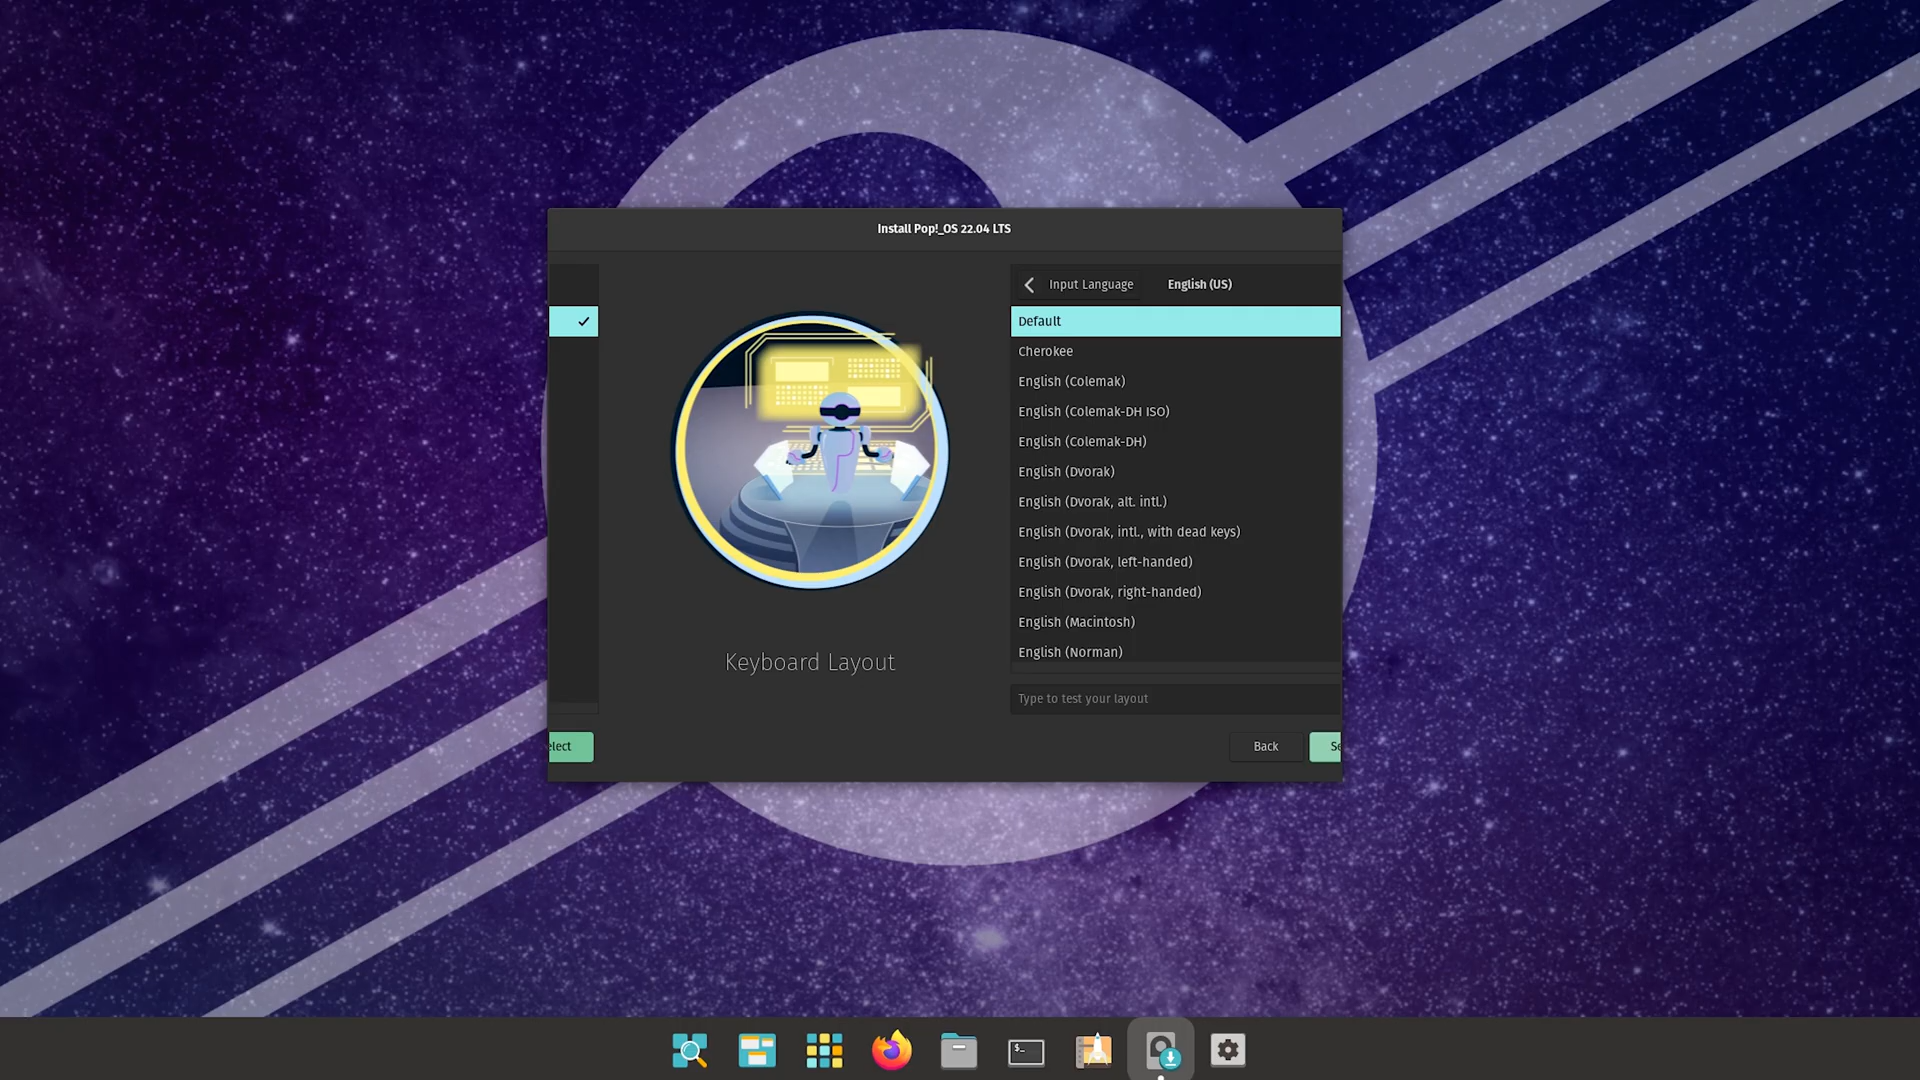 Install Pop!_OS 22.04 LTS
Input Language
English (US)
Default
Cherokee
English (Colemak)
English (Colemak-DH ISO)
English (Colemak-DH)
English (Dvorak)
English (Dvorak, alt. intl.)
English (Dvorak, intl., with dead keys)
English (Dvorak, left-handed)
English (Dvorak, right-handed)
English (Macintosh)
English (Norman)
Keyboard Layout
Type to test your layout
elect
Back
Se
$_